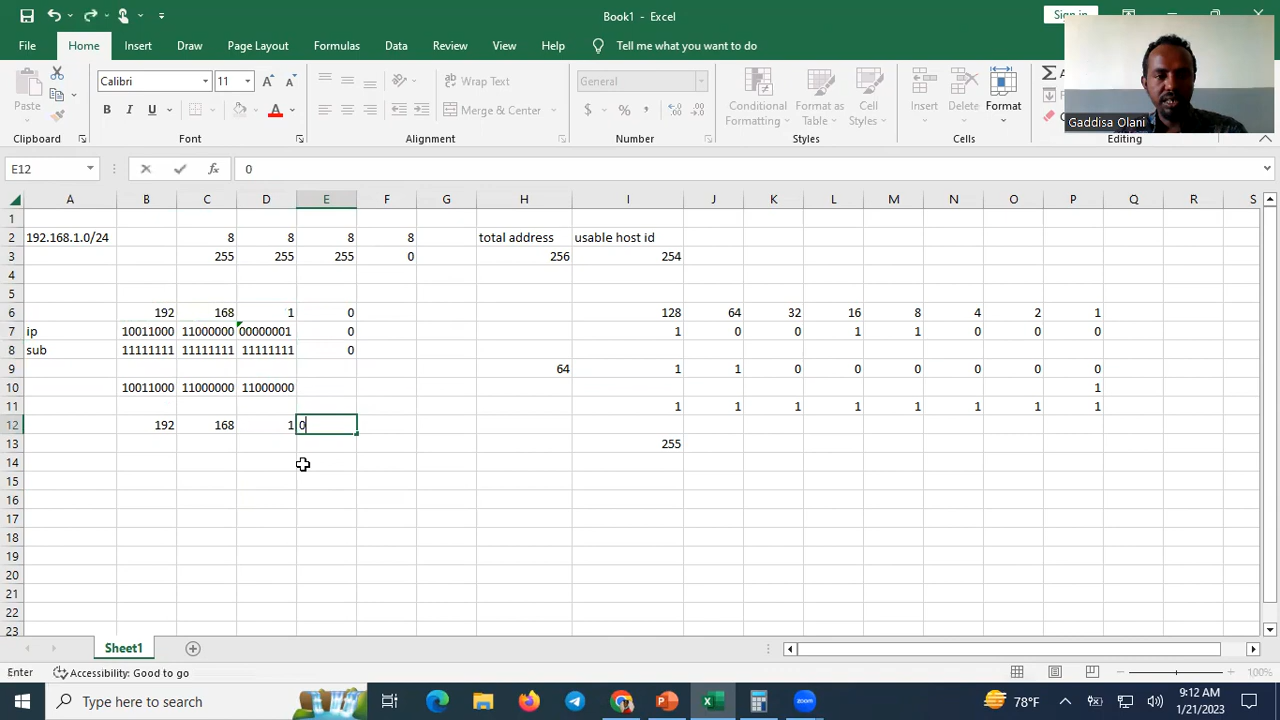 Book1 - Excel
Sign in
File Home Insert Draw Page Layout Formulas Data Review View Help Tell me what you want to do
Calibri 11 Wrap Text General
Paste B I U Merge & Center $ % Conditional Formatting Format as Table Cell Styles Insert Delete Format
Clipboard Font Alignment Number Styles Cells Editing
Gaddisa Olani
E12 fx 0
A B C D E F G H I J K L M N O P Q R S
1
2 192.168.1.0/24 8 8 8 8 total address usable host id
3 255 255 255 0 256 254
4
5
6 192 168 1 0 128 64 32 16 8 4 2 1
7 ip 10011000 11000000 00000001 0 1 0 0 1 1 0 0 0
8 sub 11111111 11111111 11111111 0
9 64 1 1 0 0 0 0 0 0
10 10011000 11000000 11000000 1
11 1 1 1 1 1 1 1 1
12 192 168 1 0
13 255
14
15
16
17
18
19
20
21
22
23
Sheet1
Enter Accessibility: Good to go 100%
Type here to search 78°F 9:12 AM
1/21/2023